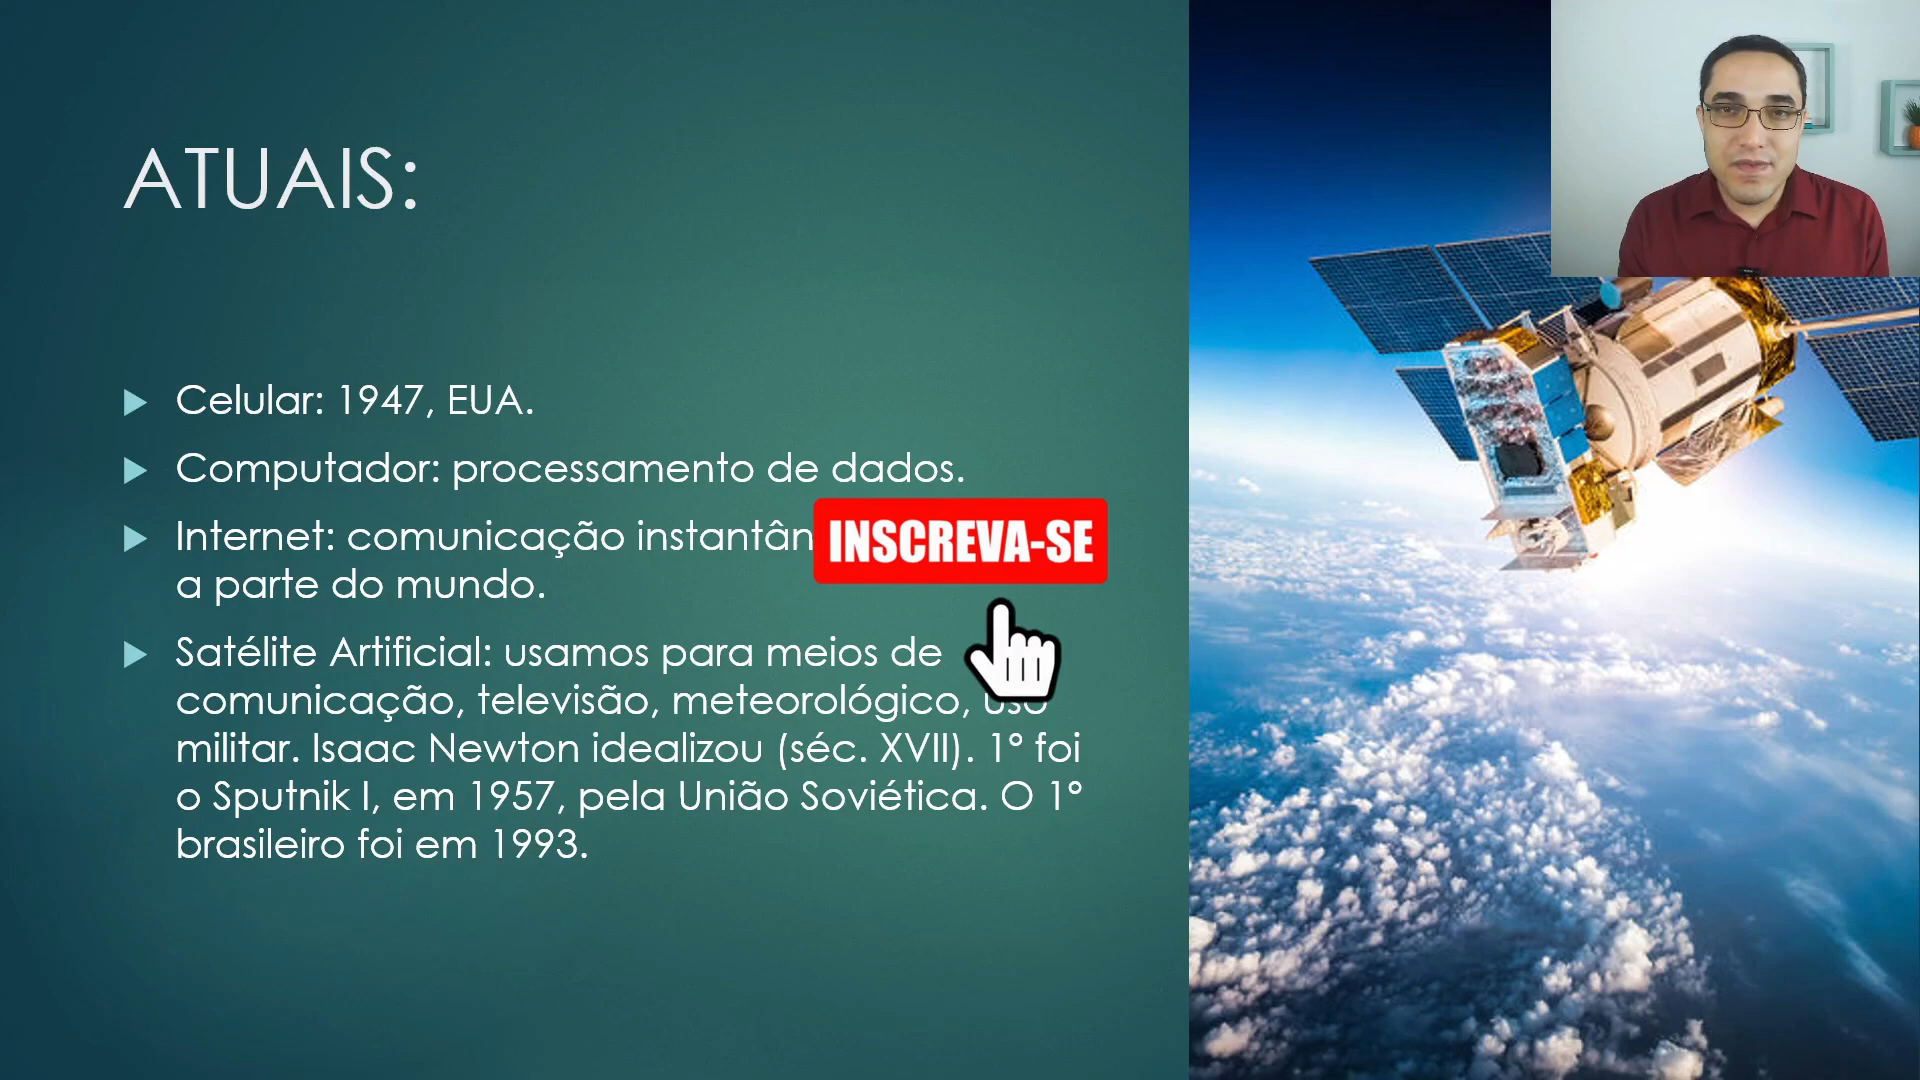 ATUAIS:
Celular: 1947, EUA.
Computador: processamento de dados.
Internet: comunicação
INSCREVA-SE
a parte do mundo.
Satélite Artificial: usamos para meios de
comunicação, televisão, meteorológico, uso
militar. Isaac Newton idealizou (séc. XVII). 1º foi
o Sputnik I, em 1957, pela União Soviética. O 1º
brasileiro foi em 1993.